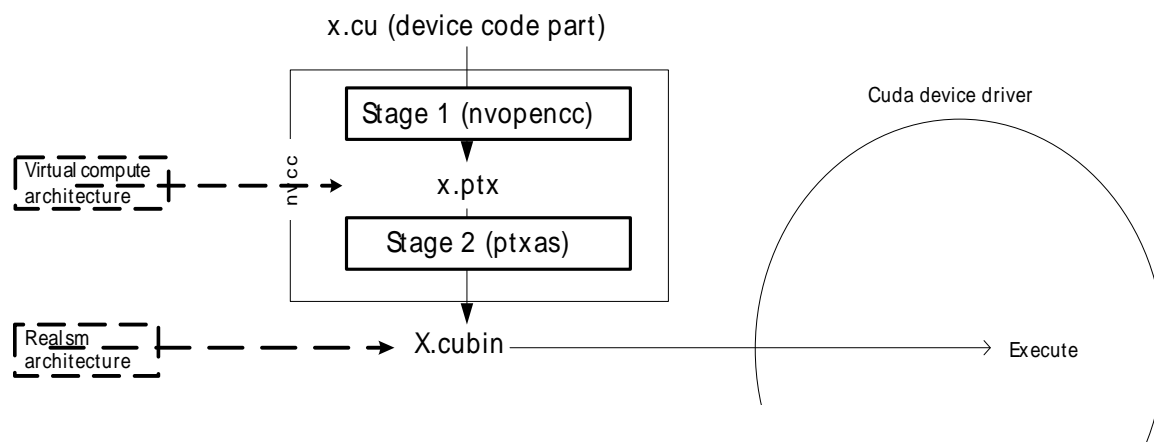 x.cu (device code part)
Cuda device driver
Stage 1 (nvopencc)
nvcc
Virtual compute
architecture
x.ptx
Stage 2 (ptxas)
Real sm
architecture
X.cubin
Execute